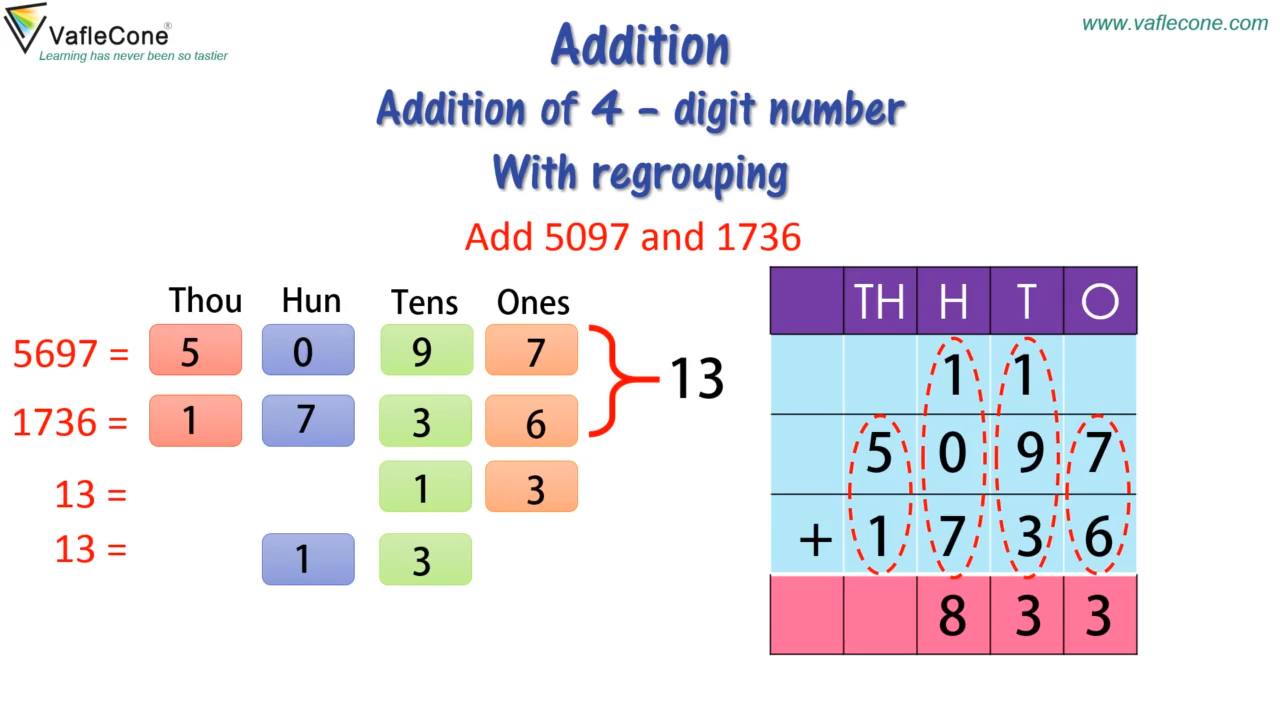 VafleCone®
Learning has never been so tastier
www.vaflecone.com
Addition
Addition of 4 – digit number
With regrouping
Add 5097 and 1736
Thou Hun Tens Ones
5697 = 5 0 9 7
1736 = 1 7 3 6
13
13 = 1 3
13 = 1 3
TH H T O
1 1
5 0 9 7
+ 1 7 3 6
8 3 3